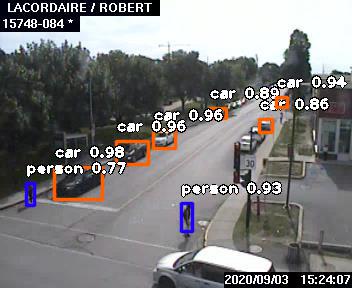 LACORDAIRE / ROBERT
15748-084 *
car 0.94
car 0.89
car 0.86
car 0.96
car 0.96
car 0.98
person 0.77
person 0.93
30
2020/09/03 15:24:07